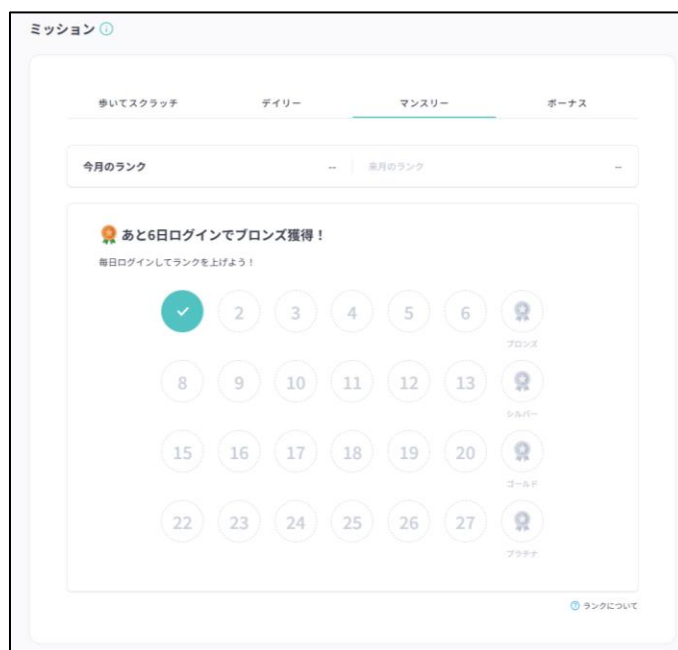 ミッション
歩いてスクラッチ デイリー マンスリー ボーナス
今月のランク -- 来月のランク --
あと6日ログインでブロンズ獲得！
毎日ログインしてランクを上げよう！
2 3 4 5 6
ブロンズ
8 9 10 11 12 13
シルバー
15 16 17 18 19 20
ゴールド
22 23 24 25 26 27
プラチナ
ランクについて